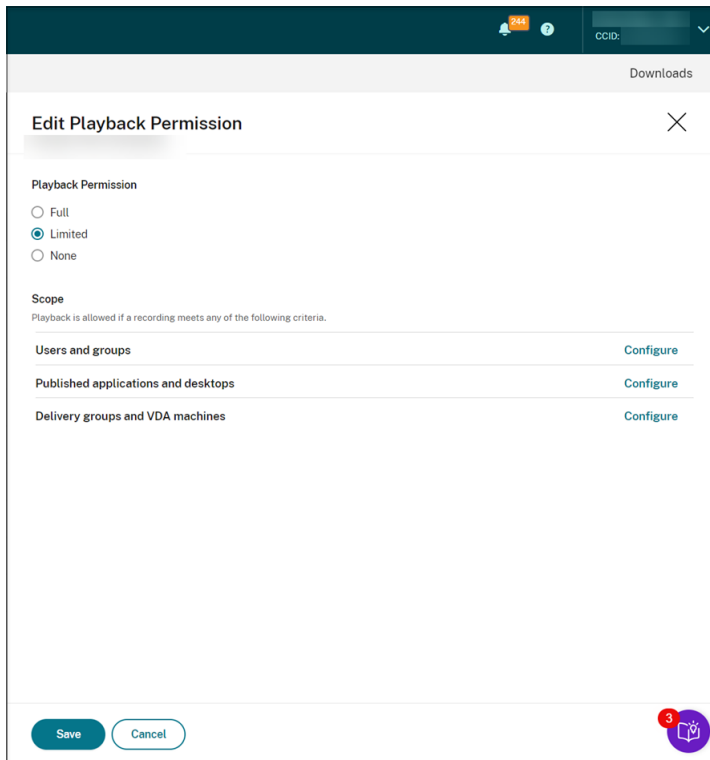 244
?
CCID:
Downloads
Edit Playback Permission
Playback Permission
Full
Limited
None
Scope
Playback is allowed if a recording meets any of the following criteria.
Users and groups Configure
Published applications and desktops Configure
Delivery groups and VDA machines Configure
3
Save Cancel